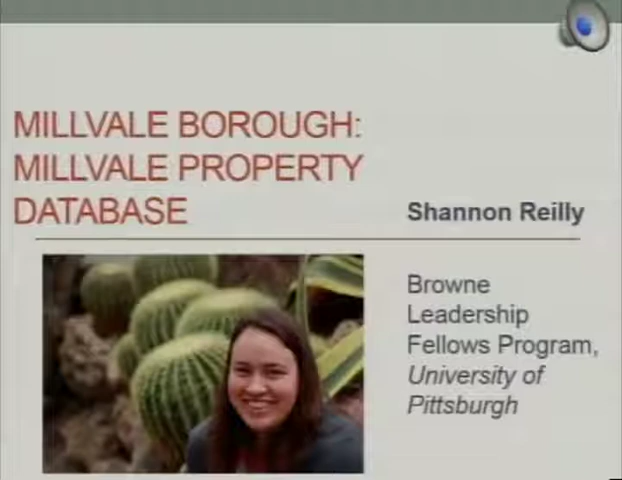 MILLVALE BOROUGH:
MILLVALE PROPERTY
DATABASE
Shannon Reilly
Browne
Leadership
Fellows Program,
University of
Pittsburgh